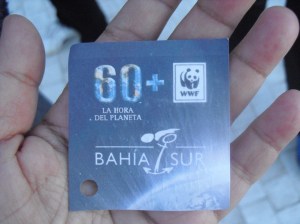 60+
WWF
LA HORA
DEL PLANETA
BAHÍA SUR